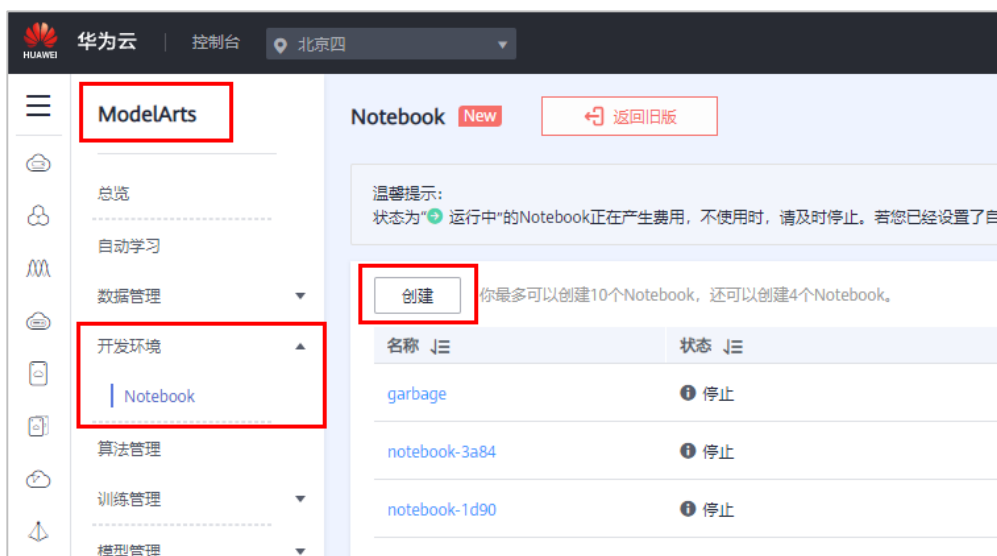 HUAWEI 华为云 控制台 北京四
ModelArts
总览
自动学习
数据管理
开发环境
Notebook
算法管理
训练管理
模型管理
Notebook New 返回旧版
温馨提示：
状态为“ 运行中”的Notebook正在产生费用，不使用时，请及时停止。若您已经设置了自
创建 你最多可以创建10个Notebook，还可以创建4个Notebook。
名称 状态
garbage 停止
notebook-3a84 停止
notebook-1d90 停止